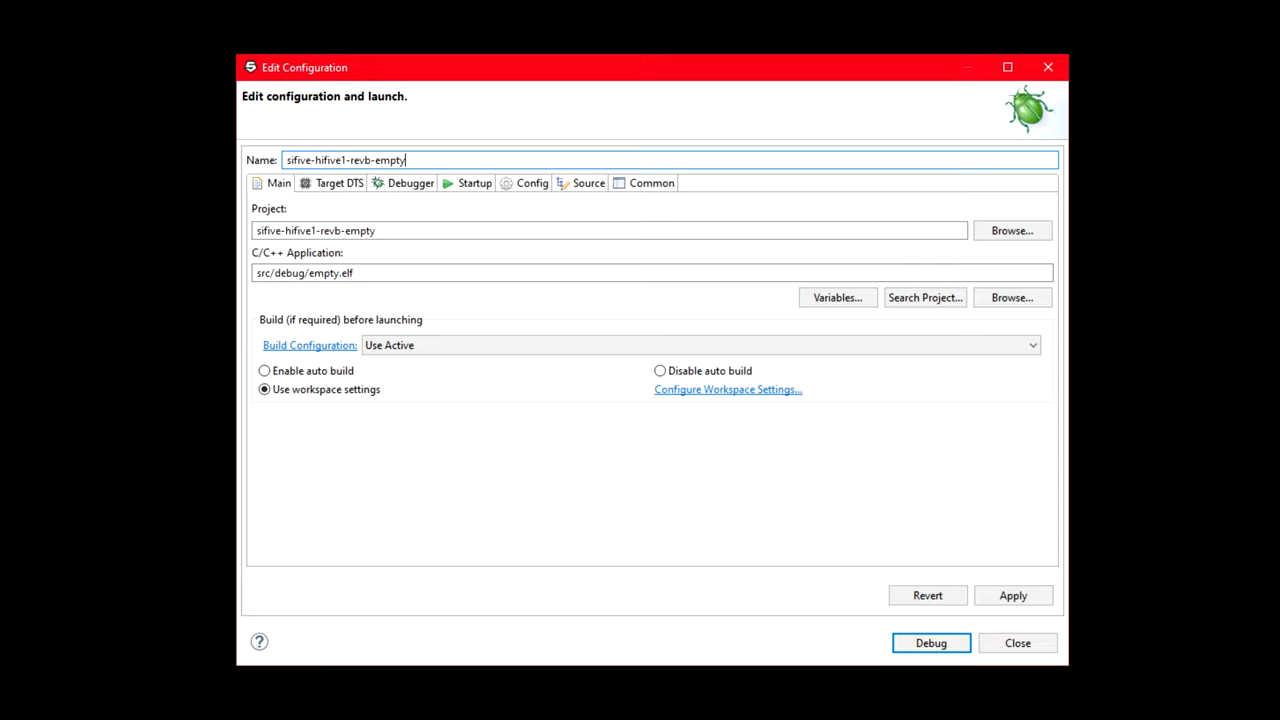 Edit Configuration
Edit configuration and launch.
Name: sifive-hifive1-revb-empty
Main Target DTS Debugger Startup Config Source Common
Project:
sifive-hifive1-revb-empty Browse...
C/C++ Application:
src/debug/empty.elf
Variables... Search Project... Browse...
Build (if required) before launching
Build Configuration: Use Active
Enable auto build Disable auto build
Use workspace settings Configure Workspace Settings...
Revert Apply
? Debug Close